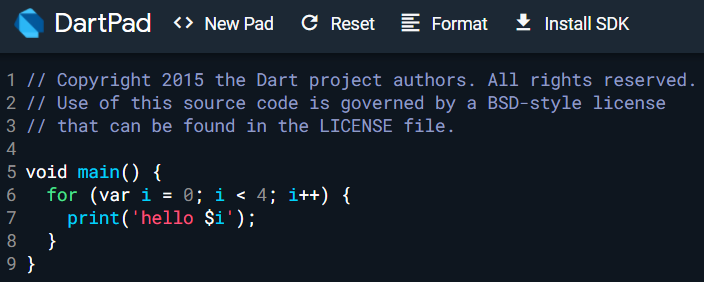 DartPad <> New Pad Reset Format Install SDK
1 // Copyright 2015 the Dart project authors. All rights reserved.
2 // Use of this source code is governed by a BSD-style license
3 // that can be found in the LICENSE file.
4
5 void main() {
6   for (var i = 0; i < 4; i++) {
7     print('hello $i');
8   }
9 }